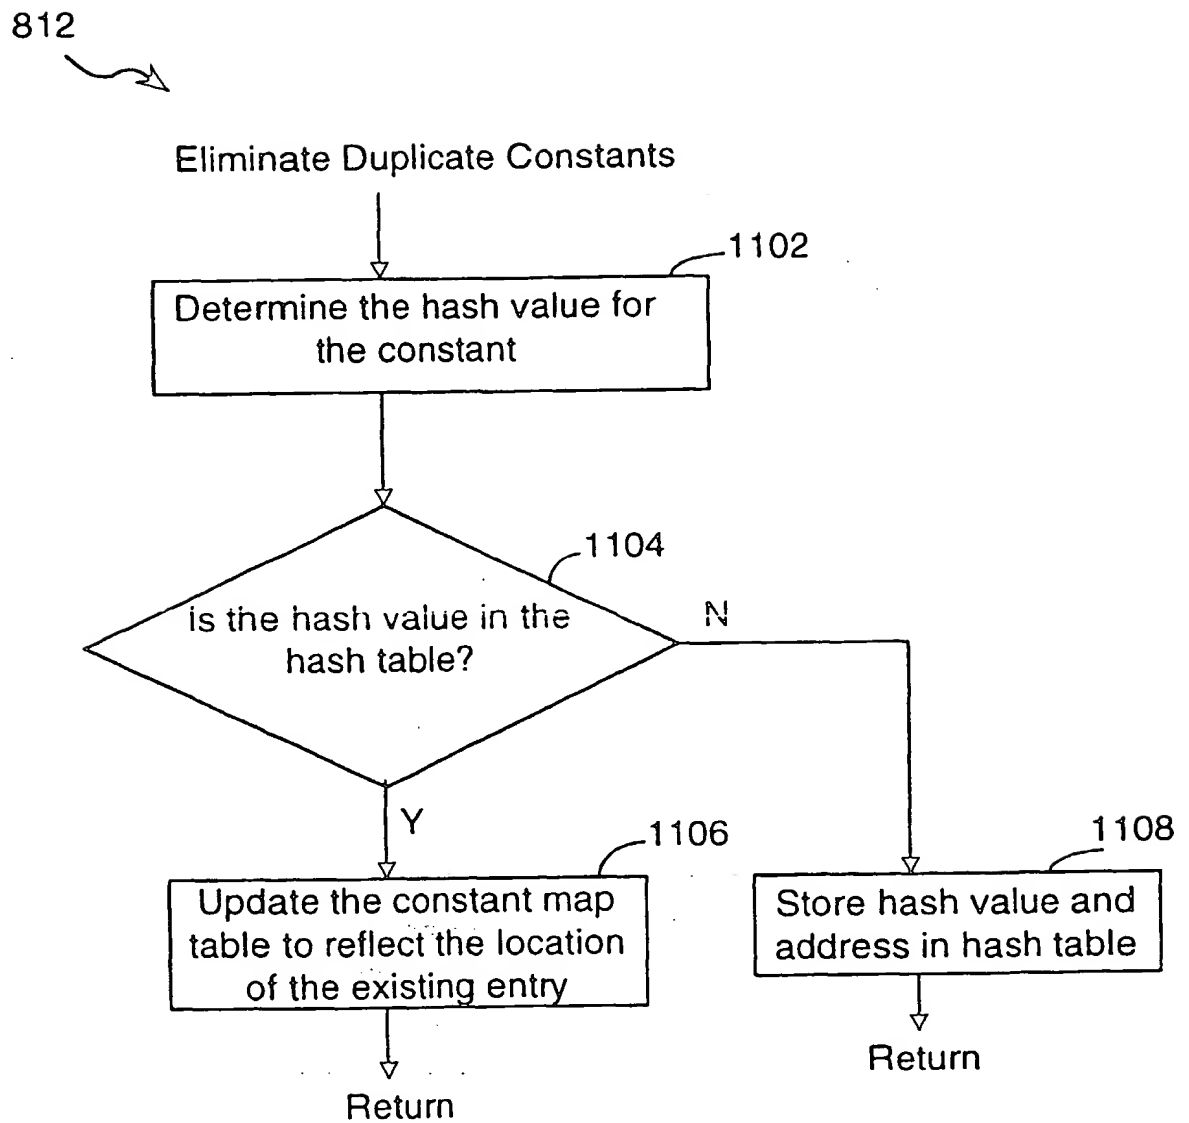 812
Eliminate Duplicate Constants
1102
Determine the hash value for
the constant
1104
is the hash value in the
hash table?
N
Y
1106
Update the constant map
table to reflect the location
of the existing entry
1108
Store hash value and
address in hash table
Return
Return